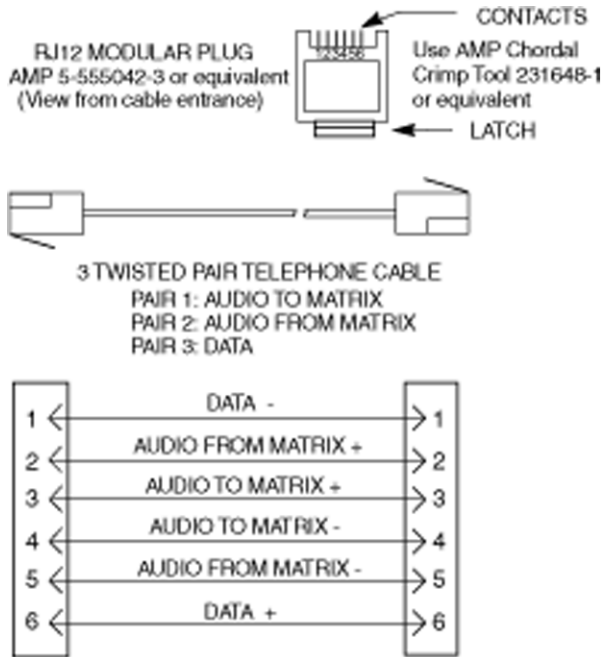 CONTACTS
RJ12 MODULAR PLUG
AMP 5-555042-3 or equivalent
(View from cable entrance)
123456
Use AMP Chordal
Crimp Tool 231648-1
or equivalent
LATCH
3 TWISTED PAIR TELEPHONE CABLE
PAIR 1: AUDIO TO MATRIX
PAIR 2: AUDIO FROM MATRIX
PAIR 3: DATA
1 DATA - 1
2 AUDIO FROM MATRIX + 2
3 AUDIO TO MATRIX + 3
4 AUDIO TO MATRIX - 4
5 AUDIO FROM MATRIX - 5
6 DATA + 6